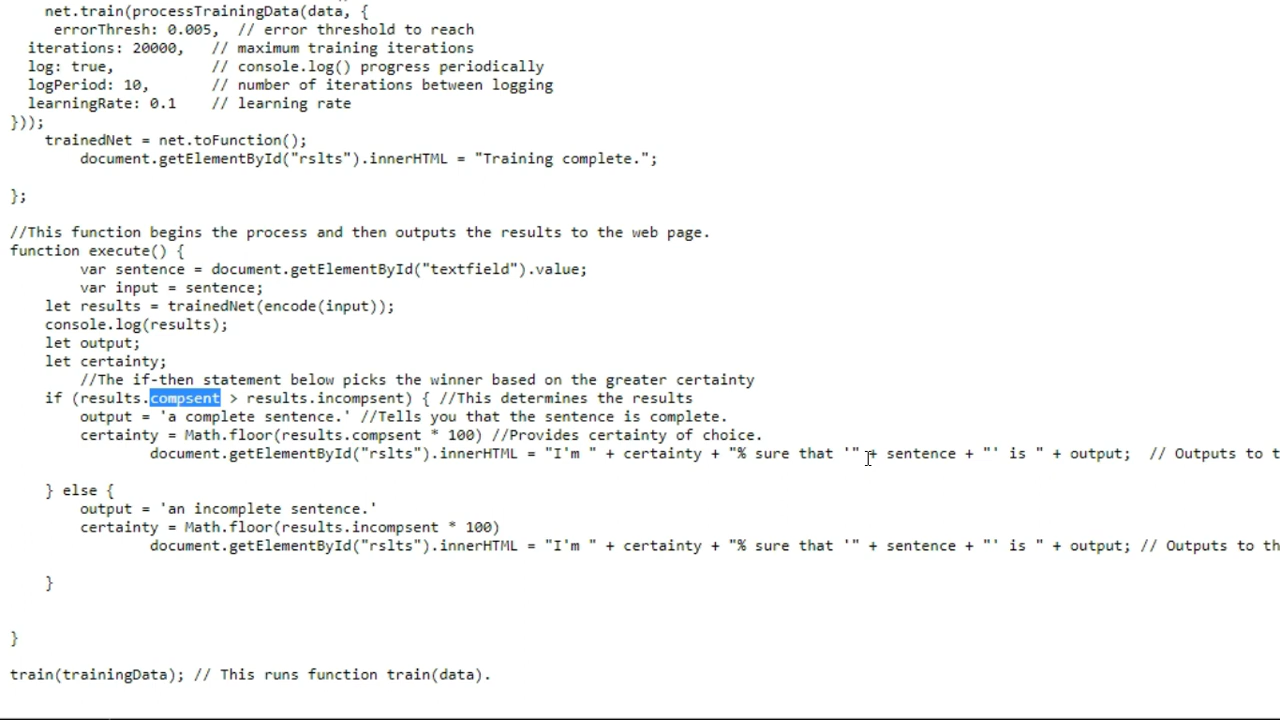 net.train(processTrainingData(data, {
errorThresh: 0.005,  // error threshold to reach
iterations: 20000,   // maximum training iterations
log: true,           // console.log() progress periodically
logPeriod: 10,       // number of iterations between logging
learningRate: 0.1    // learning rate
}));
trainedNet = net.toFunction();
document.getElementById("rslts").innerHTML = "Training complete.";
};
//This function begins the process and then outputs the results to the web page.
function execute() {
var sentence = document.getElementById("textfield").value;
var input = sentence;
let results = trainedNet(encode(input));
console.log(results);
let output;
let certainty;
//The if-then statement below picks the winner based on the greater certainty
if (results.compsent > results.incompsent) { //This determines the results
output = 'a complete sentence.' //Tells you that the sentence is complete.
certainty = Math.floor(results.compsent * 100) //Provides certainty of choice.
document.getElementById("rslts").innerHTML = "I'm " + certainty + "% sure that '" + sentence + "' is " + output;  // Outputs to t
} else {
output = 'an incomplete sentence.'
certainty = Math.floor(results.incompsent * 100)
document.getElementById("rslts").innerHTML = "I'm " + certainty + "% sure that '" + sentence + "' is " + output; // Outputs to th
}
}
train(trainingData); // This runs function train(data).